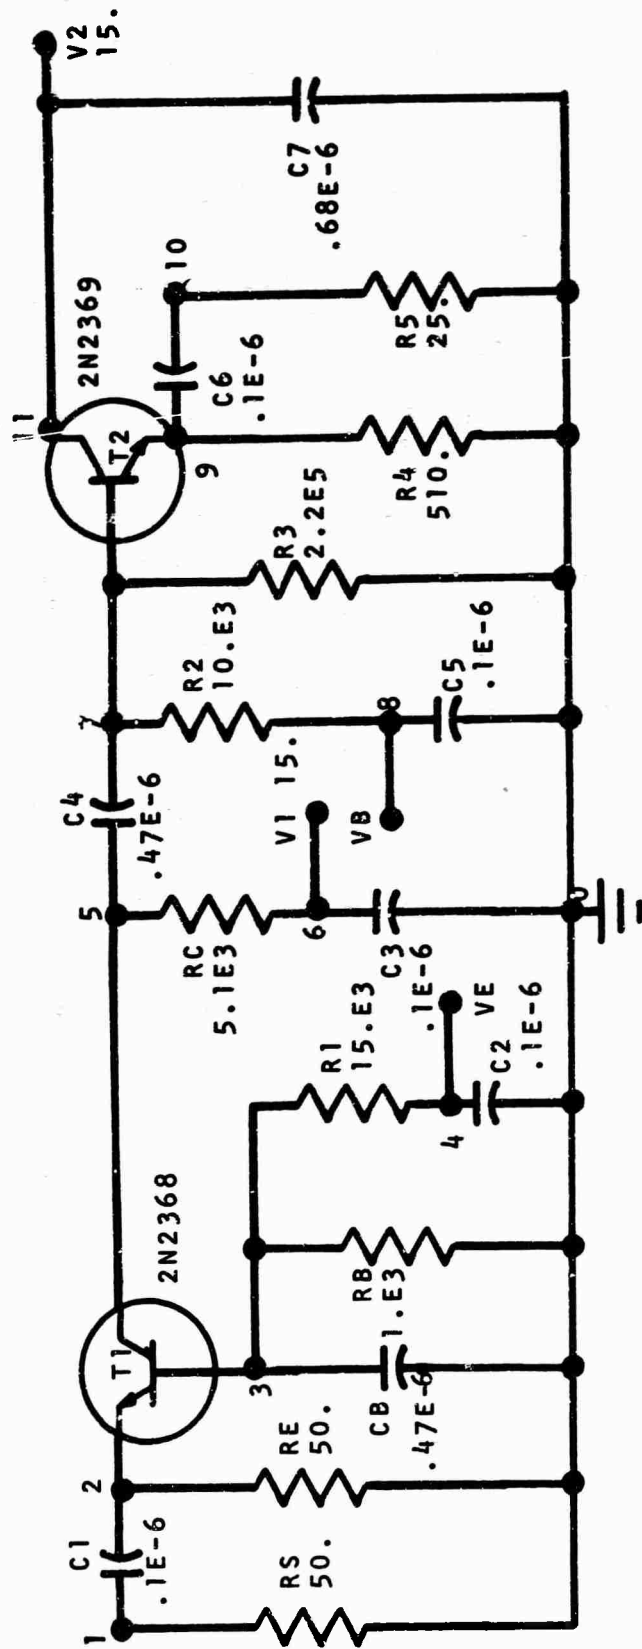 1
C1
.1E-6
RS
50.
2
RE
50.
T1
2N2368
3
CB
.47E-6
RB
1.E3
R1
15.E3
4
VE
C2
.1E-6
5
RC
5.1E3
6
V1 15.
C3
.1E-6
0
C4
.47E-6
7
R2
10.E3
VB
8
C5
.1E-6
R3
2.2E5
T2
2N2369
11
9
C6
.1E-6
10
R4
510.
R5
25.
C7
.68E-6
V2
15.